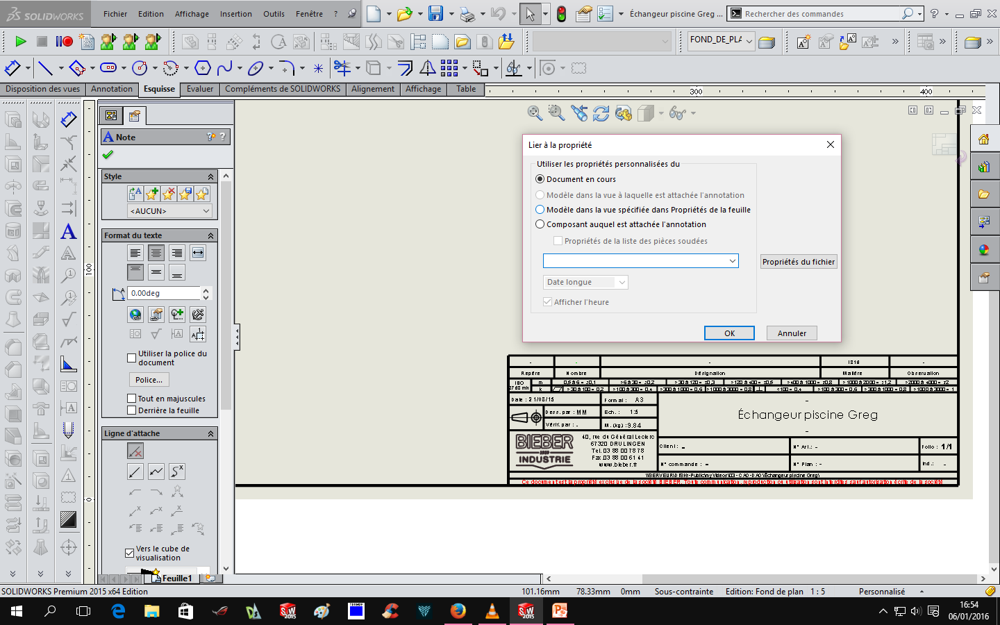 SOLIDWORKS
Fichier Edition Affichage Insertion Outils Fenêtre ?
Échangeur piscine Greg ...
Rechercher des commandes
FOND_DE_PLA
Disposition des vues
Annotation
Esquisse
Evaluer
Compléments de SOLIDWORKS
Alignement
Affichage
Table
300
400
100
0
Note
Style
<AUCUN>
Format du texte
0.00deg
Utiliser la police du
document
Police...
Tout en majuscules
Derrière la feuille
Ligne d'attache
Vers le cube de
visualisation
Lier à la propriété
Utiliser les propriétés personnalisées du
Document en cours
Modèle dans la vue à laquelle est attachée l'annotation
Modèle dans la vue spécifiée dans Propriétés de la feuille
Composant auquel est attachée l'annotation
Propriétés de la liste des pièces soudées
Propriétés du fichier
Date longue
Afficher l'heure
OK
Annuler
Repère Nombre Désignation Matière Observation
Date : 21/08/15
Format : A3
Dess. par : MM
Ech. : 1:5
Vérif. par : -
M. (kg) : 9.84
Échangeur piscine Greg
BIEBER
INDUSTRIE
40, rue du Général Leclerc
67320 DRULINGEN
Tel. 03 88 00 78 78
Fax 03 88 00 61 41
www.bieber.fr
Client : -
N° Art. : -
Folio : 1/1
N° commande : -
N° Plan : -
Ind. : -
Ce document est la propriété exclusive de la société BIEBER. Toute communication, reproduction ou utilisation sont interdites sauf autorisation écrite de la société
Feuille1
SOLIDWORKS Premium 2015 x64 Edition
101.16mm 78.33mm 0mm Sous-contrainte Edition: Fond de plan 1 : 5 Personnalisé
16:54
06/01/2016